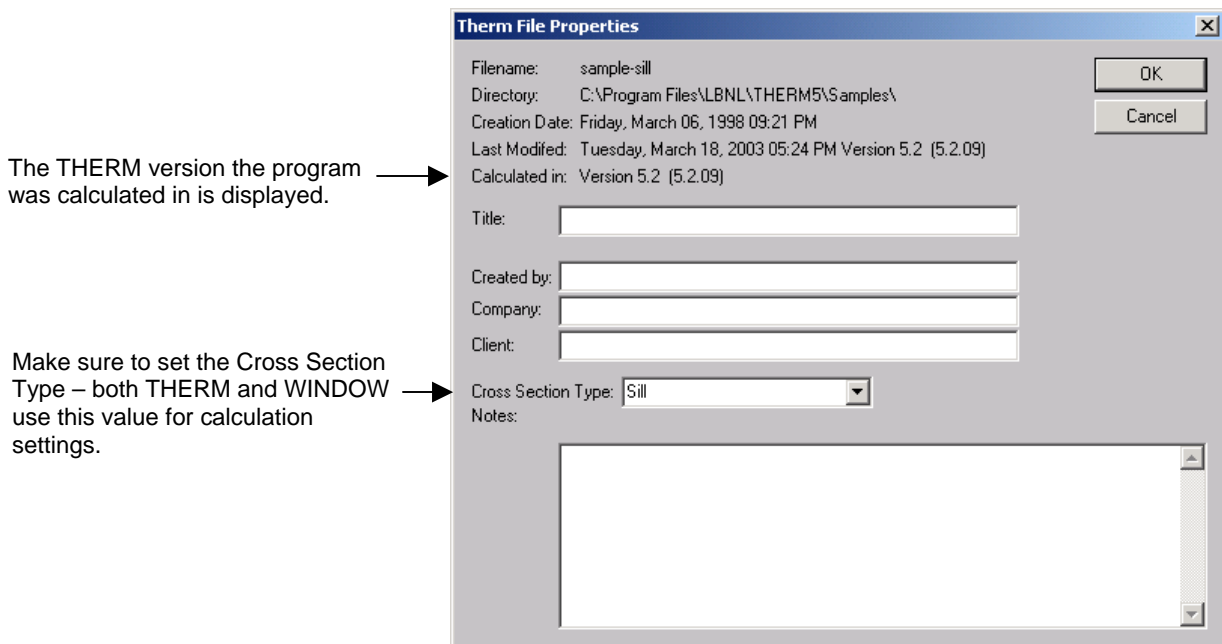 Therm File Properties
Filename: sample-sill
OK
Directory: C:\Program Files\LBNL\THERM5\Samples\
Cancel
Creation Date: Friday, March 06, 1998 09:21 PM
Last Modifed: Tuesday, March 18, 2003 05:24 PM Version 5.2 (5.2.09)
Calculated in: Version 5.2 (5.2.09)
The THERM version the program
was calculated in is displayed.
Title:
Created by:
Company:
Client:
Make sure to set the Cross Section
Type – both THERM and WINDOW
use this value for calculation
settings.
Cross Section Type: Sill
Notes: